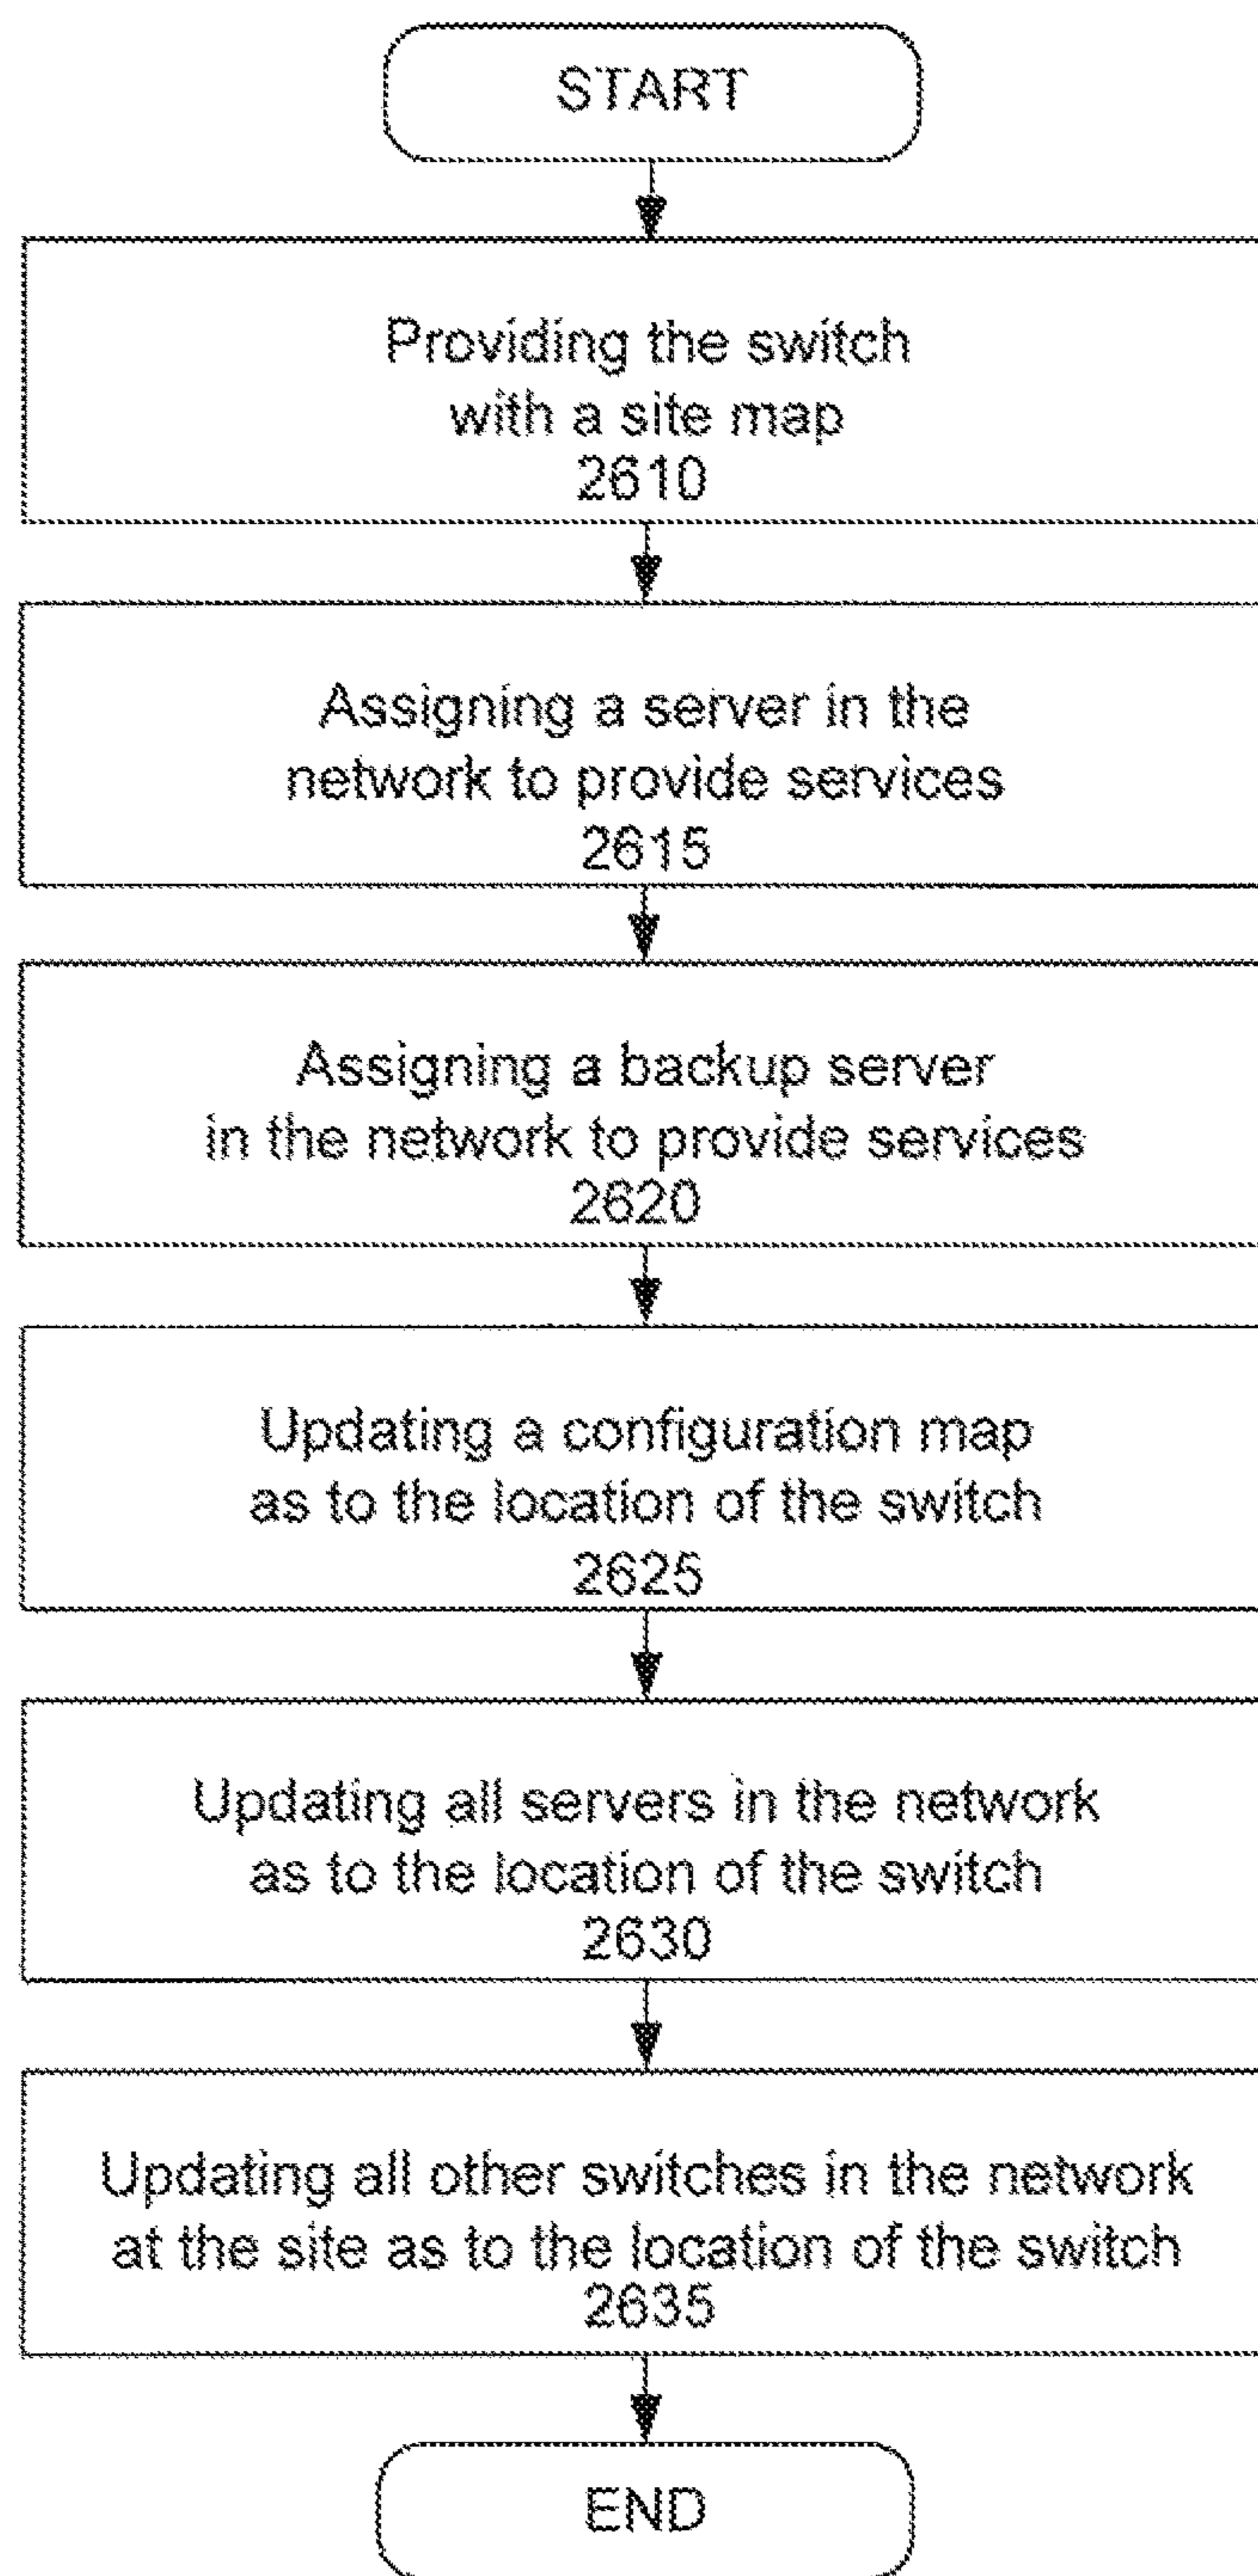 START
Providing the switch
with a site map
2610
Assigning a server in the
network to provide services
2615
Assigning a backup server
in the network to provide services
2620
Updating a configuration map
as to the location of the switch
2625
Updating all servers in the network
as to the location of the switch
2630
Updating all other switches in the network
at the site as to the location of the switch
2635
END